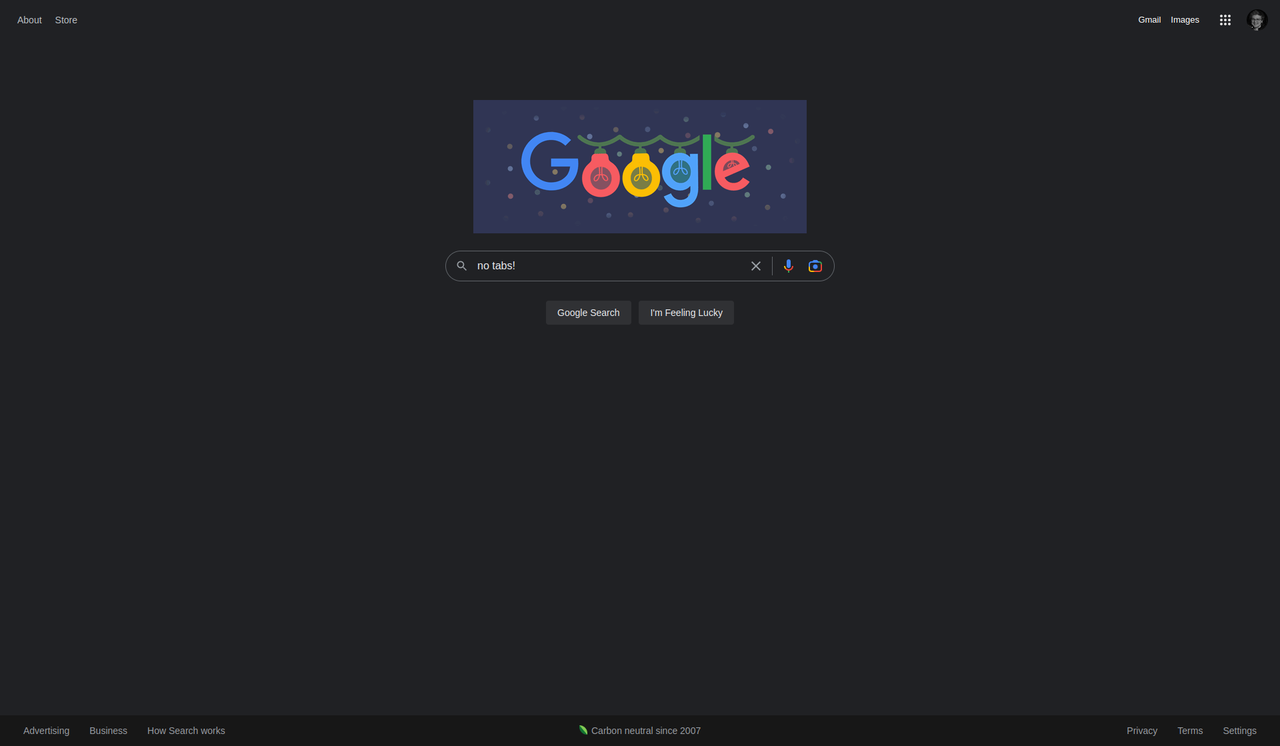 About Store
Gmail Images
Google
no tabs!
Google Search I'm Feeling Lucky
Advertising Business How Search works
Carbon neutral since 2007
Privacy Terms Settings